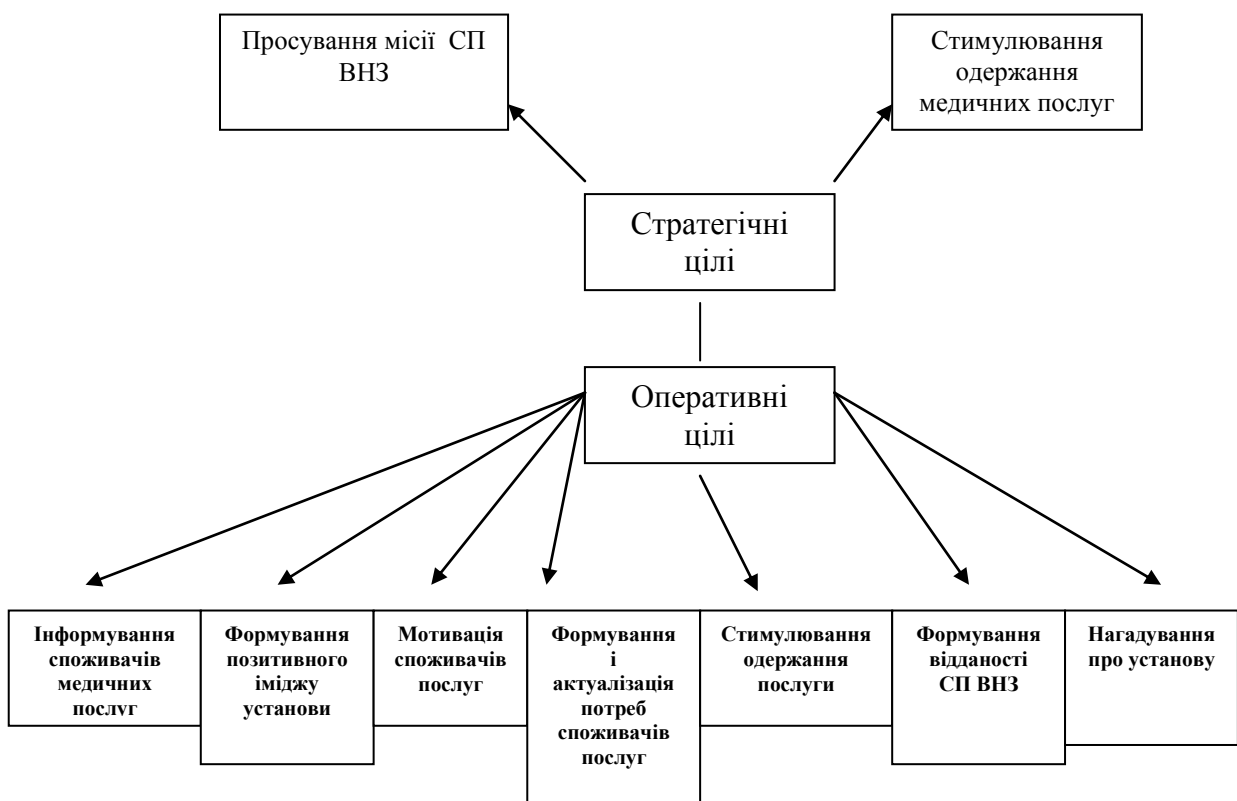 Просування місії СП
ВНЗ
Стимулювання
одержання
медичних послуг
Стратегічні
цілі
Оперативні
цілі
Інформування
споживачів
медичних
послуг
Формування
позитивного
іміджу
установи
Мотивація
споживачів
послуг
Формування
і
актуалізація
потреб
споживачів
послуг
Стимулювання
одержання
послуги
Формування
відданості
СП ВНЗ
Нагадування
про установу